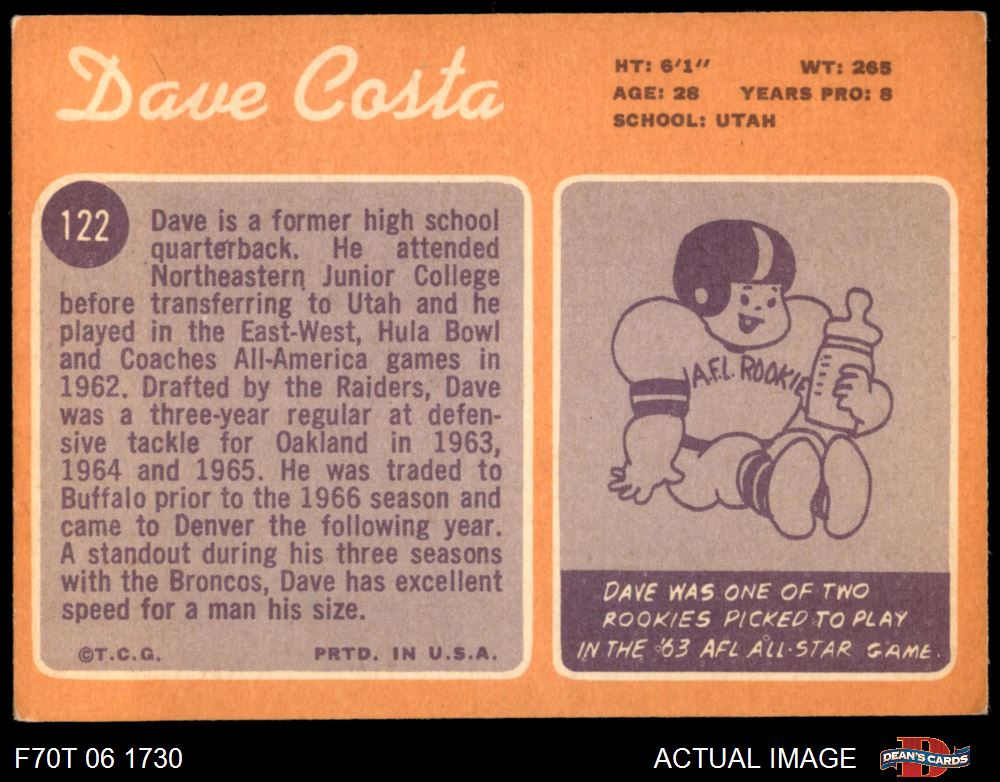 Dave Costa
HT: 6'1" WT: 265
AGE: 28 YEARS PRO: 8
SCHOOL: UTAH
122
Dave is a former high school
quarterback. He attended
Northeastern Junior College
before transferring to Utah and he
played in the East-West, Hula Bowl
and Coaches All-America games in
1962. Drafted by the Raiders, Dave
was a three-year regular at defen-
sive tackle for Oakland in 1963,
1964 and 1965. He was traded to
Buffalo prior to the 1966 season and
came to Denver the following year.
A standout during his three seasons
with the Broncos, Dave has excellent
speed for a man his size.
©T.C.G. PRTD. IN U.S.A.
A.F.L. ROOKIE
DAVE WAS ONE OF TWO
ROOKIES PICKED TO PLAY
IN THE '63 AFL ALL-STAR GAME.
F70T 06 1730
ACTUAL IMAGE
D
DEAN'S CARDS